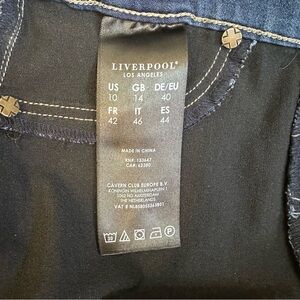 LIVERPOOL
LOS ANGELES
US GB DE/EU
10 14 40
FR IT ES
42 46 44
MADE IN CHINA
CAVERN CLUB EUROPE B.V.
THE NETHERLANDS